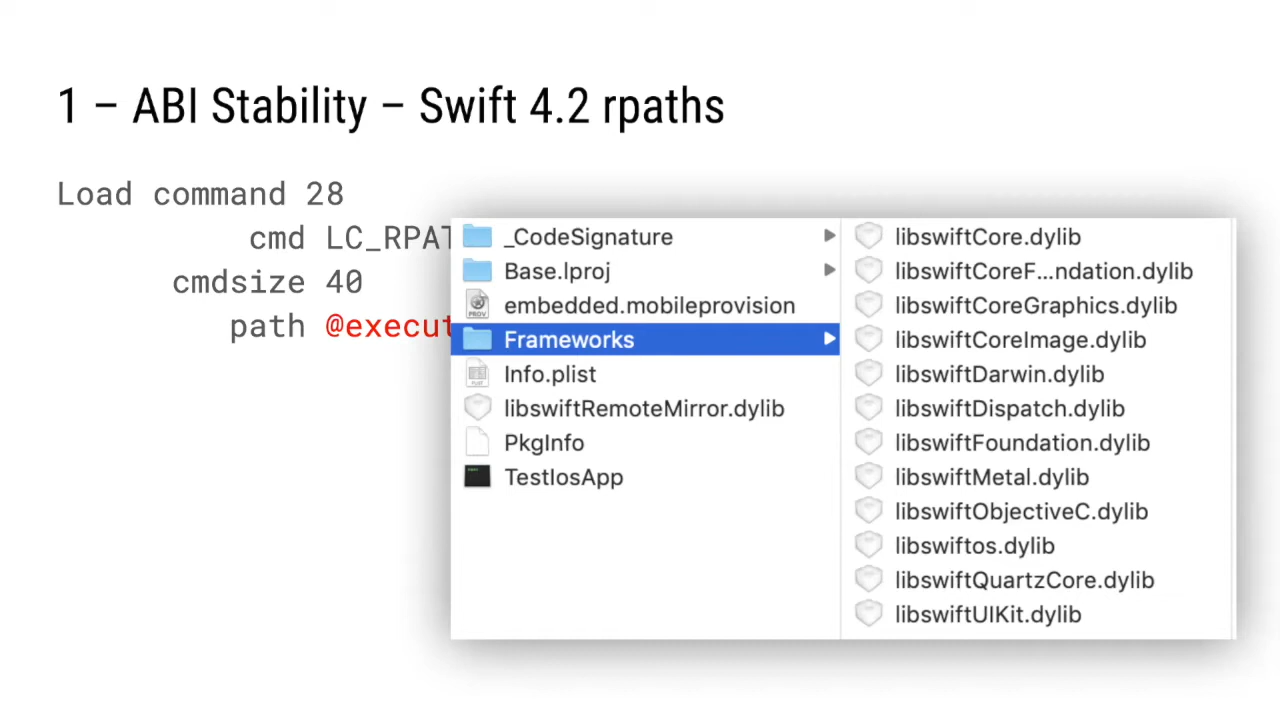 1 – ABI Stability – Swift 4.2 rpaths
Load command 28
cmd LC_RPAT
cmdsize 40
path @execut
_CodeSignature
Base.lproj
embedded.mobileprovision
Frameworks
Info.plist
libswiftRemoteMirror.dylib
PkgInfo
TestIosApp
libswiftCore.dylib
libswiftCoreF...ndation.dylib
libswiftCoreGraphics.dylib
libswiftCoreImage.dylib
libswiftDarwin.dylib
libswiftDispatch.dylib
libswiftFoundation.dylib
libswiftMetal.dylib
libswiftObjectiveC.dylib
libswiftos.dylib
libswiftQuartzCore.dylib
libswiftUIKit.dylib